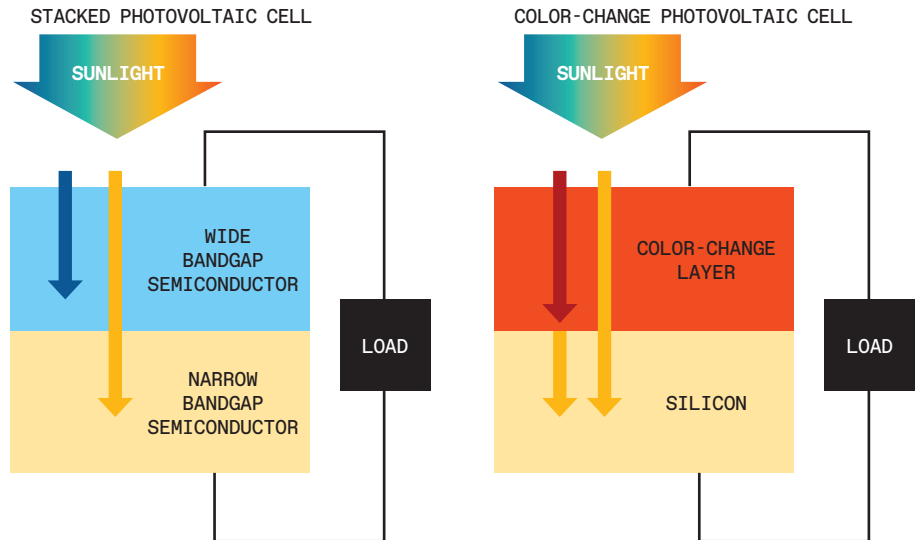 STACKED PHOTOVOLTAIC CELL
SUNLIGHT
WIDE
BANDGAP
SEMICONDUCTOR
NARROW
BANDGAP
SEMICONDUCTOR
LOAD
COLOR-CHANGE PHOTOVOLTAIC CELL
SUNLIGHT
COLOR-CHANGE
LAYER
SILICON
LOAD